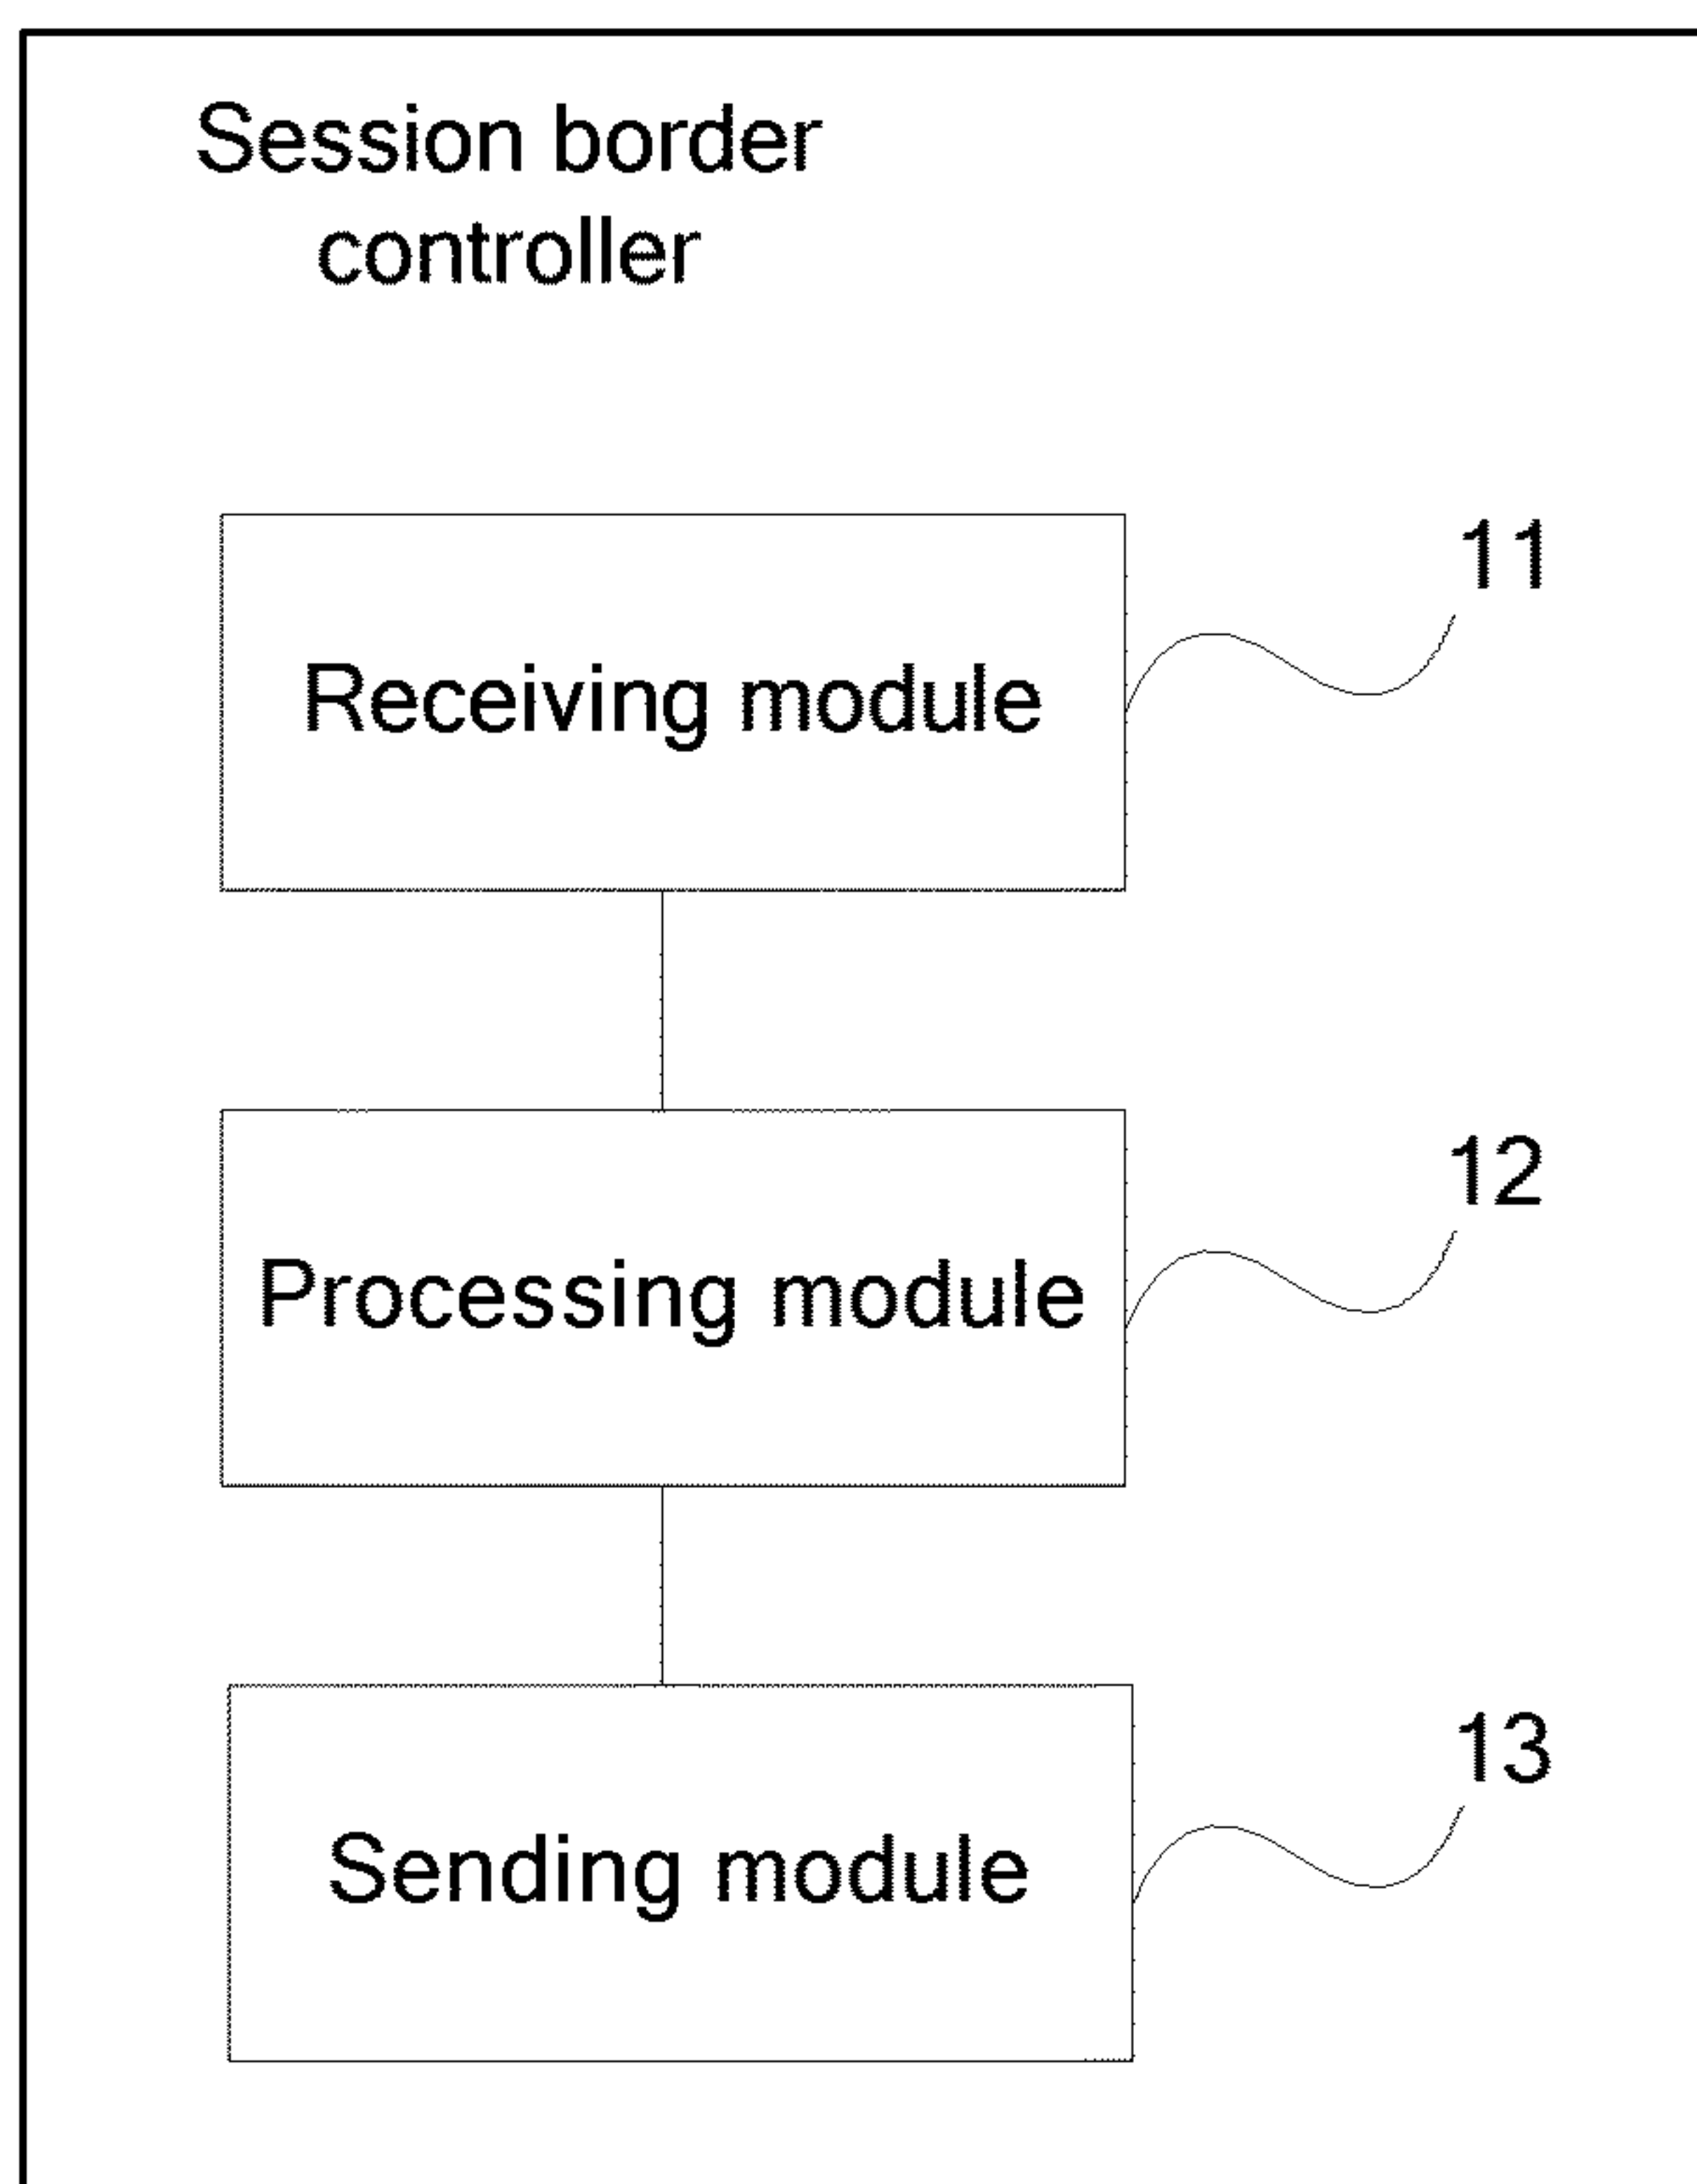 Session border
controller
11
Receiving module
12
Processing module
13
Sending module